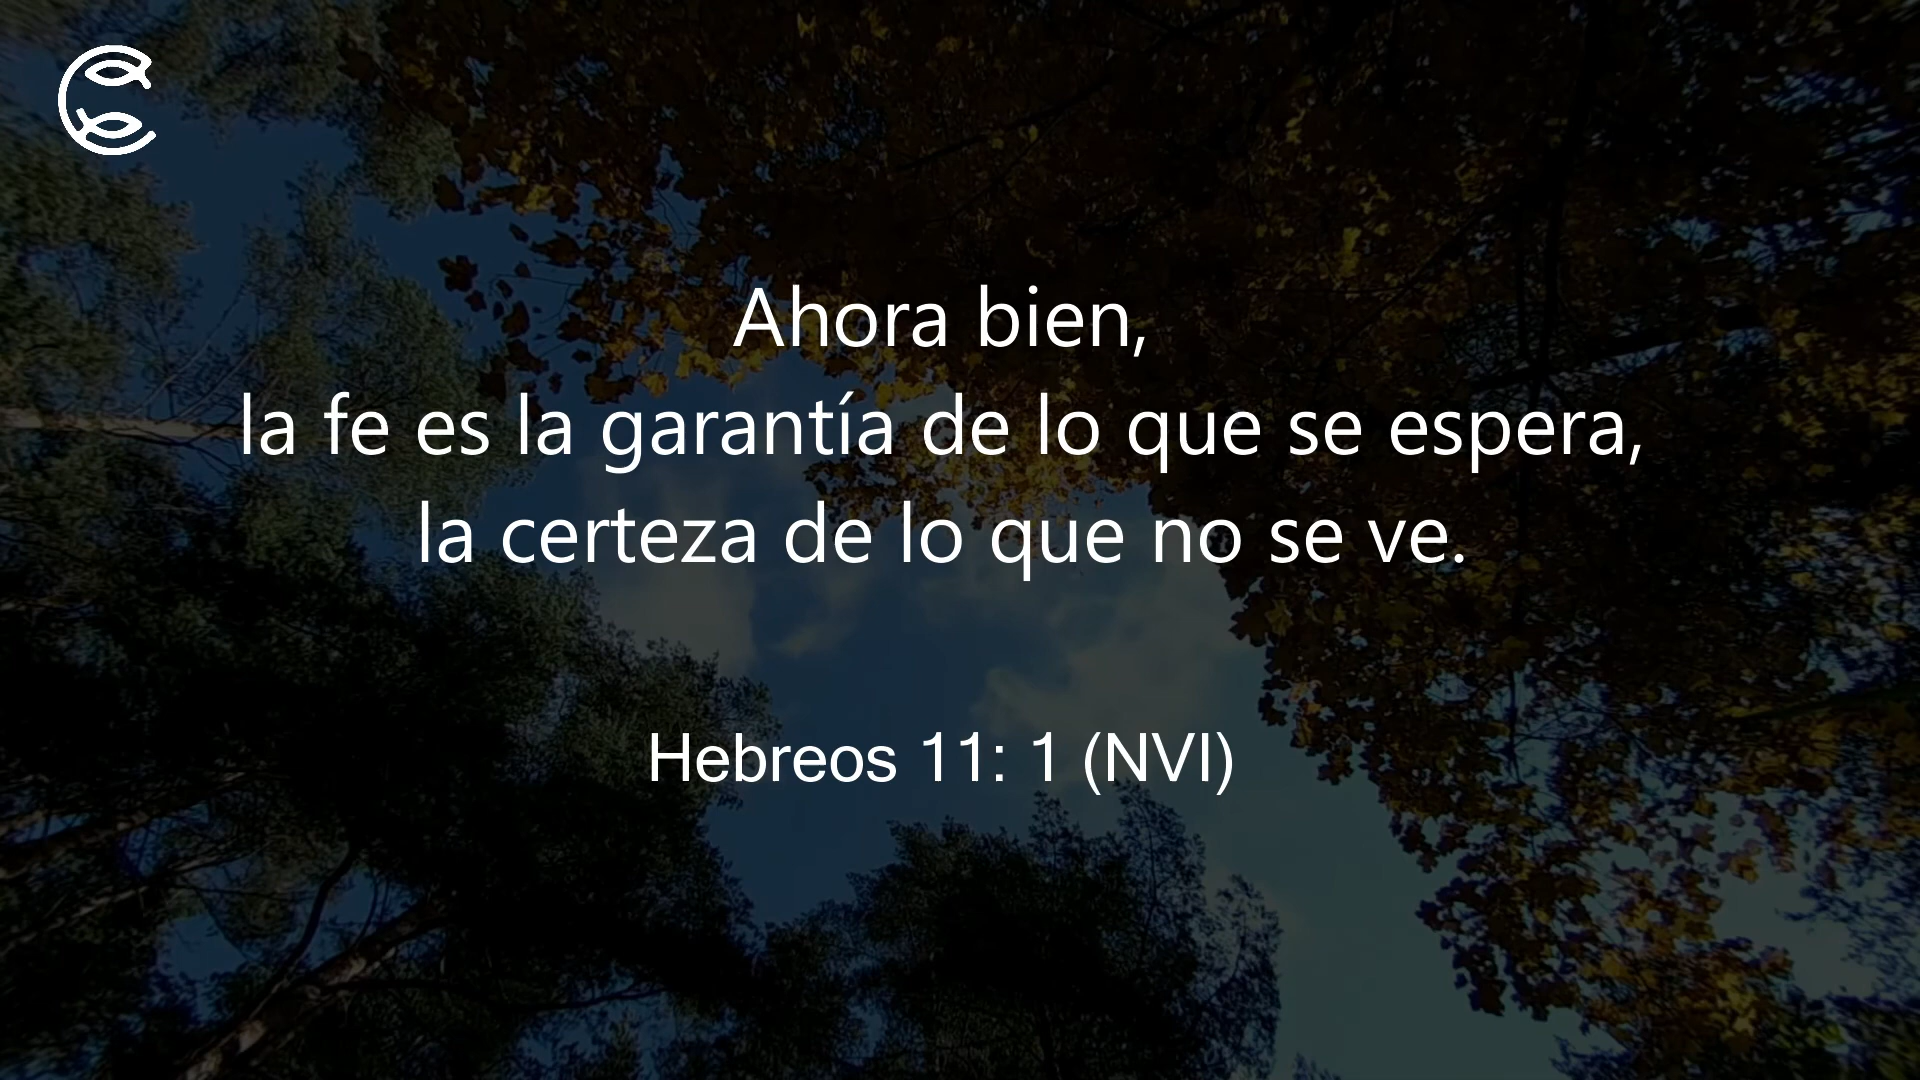 Ahora bien,
la fe es la garantía de lo que se espera,
la certeza de lo que no se ve.
Hebreos 11: 1 (NVI)